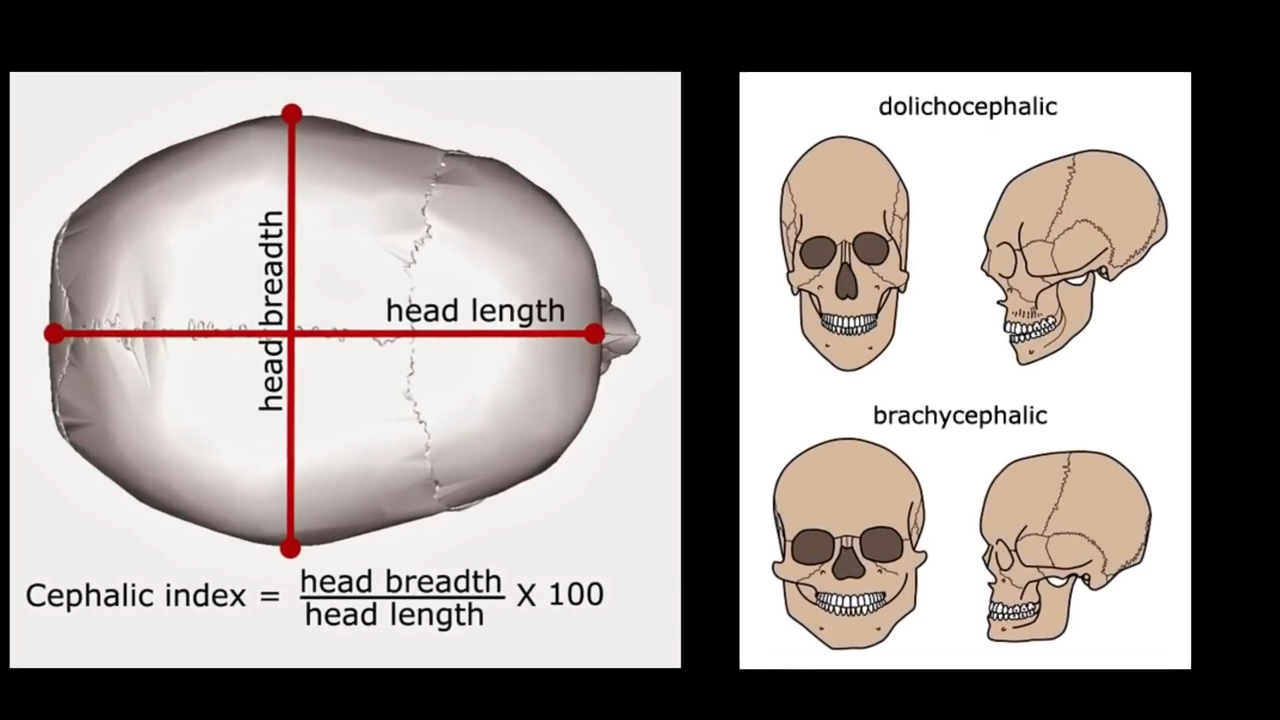 head breadth
head length
Cephalic index = head breadth
head length X 100
dolichocephalic
brachycephalic